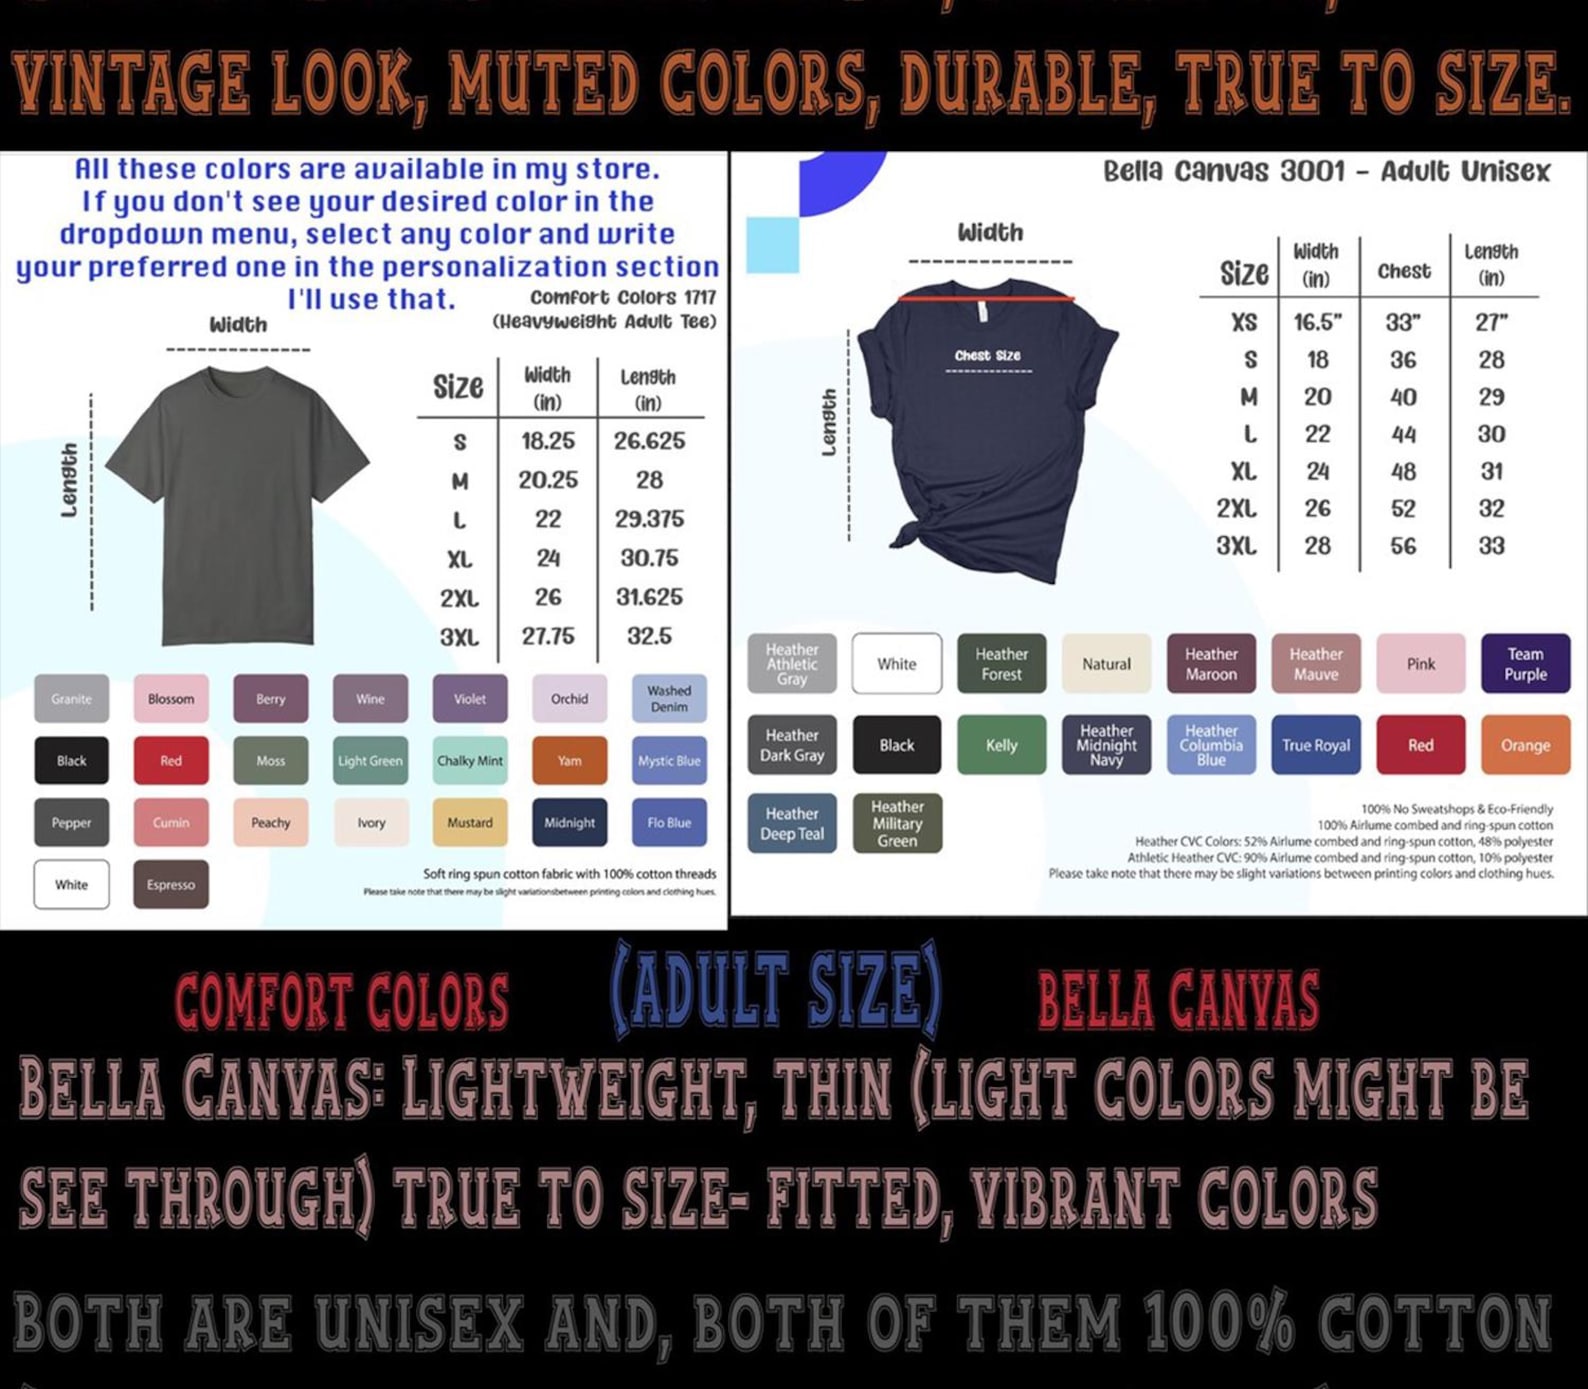 VINTAGE LOOK, MUTED COLORS, DURABLE, TRUE TO SIZE.
All these colors are available in my store.
If you don't see your desired color in the
dropdown menu, select any color and write
your preferred one in the personalization section
I'll use that.
Comfort Colors 1717
(Heavyweight Adult Tee)
Width
Length
Size Width (in) Length (in)
S 18.25 26.625
M 20.25 28
L 22 29.375
XL 24 30.75
2XL 26 31.625
3XL 27.75 32.5
Granite Blossom Berry Wine Violet Orchid Washed Denim
Black Red Moss Light Green Chalky Mint Yam Mystic Blue
Pepper Cumin Peachy Ivory Mustard Midnight Flo Blue
White Espresso
Soft ring spun cotton fabric with 100% cotton threads
Please take note that there may be slight variationsbetween printing colors and clothing hues.
Bella Canvas 3001 - Adult Unisex
Width
Length
Chest Size
Size Width (in) Chest Length (in)
XS 16.5” 33” 27”
S 18 36 28
M 20 40 29
L 22 44 30
XL 24 48 31
2XL 26 52 32
3XL 28 56 33
Heather Athletic Gray White Heather Forest Natural Heather Maroon Heather Mauve Pink Team Purple
Heather Dark Gray Black Kelly Heather Midnight Navy Heather Columbia Blue True Royal Red Orange
Heather Deep Teal Heather Military Green
100% No Sweatshops & Eco-Friendly
100% Airlume combed and ring-spun cotton
Heather CVC Colors: 52% Airlume combed and ring-spun cotton, 48% polyester
Athletic Heather CVC: 90% Airlume combed and ring-spun cotton, 10% polyester
Please take note that there may be slight variations between printing colors and clothing hues.
COMFORT COLORS (ADULT SIZE) BELLA CANVAS
BELLA CANVAS: LIGHTWEIGHT, THIN (LIGHT COLORS MIGHT BE
SEE THROUGH) TRUE TO SIZE- FITTED, VIBRANT COLORS
BOTH ARE UNISEX AND, BOTH OF THEM 100% COTTON